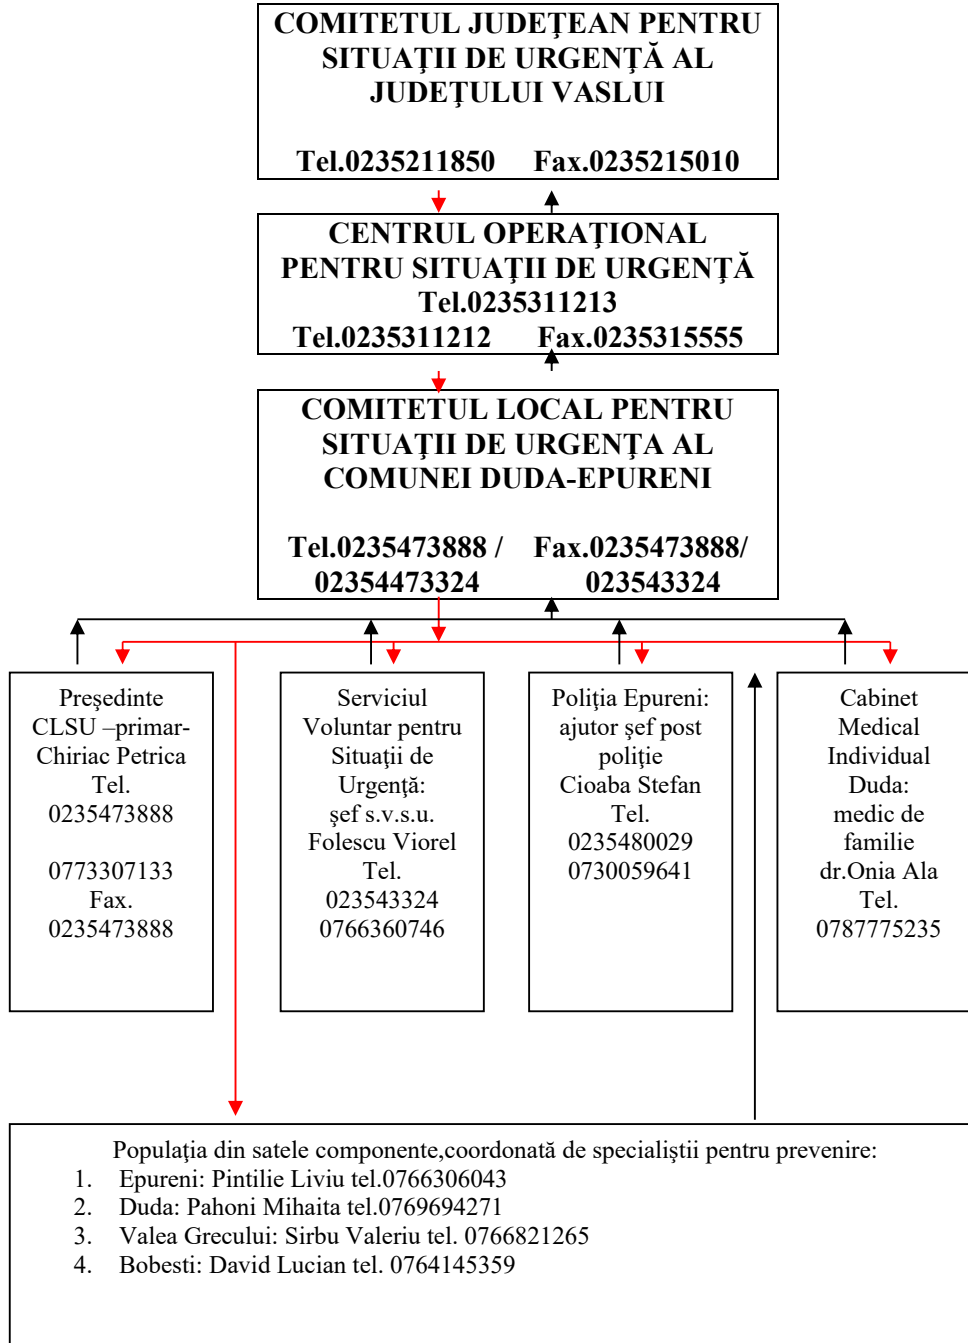 COMITETUL JUDEŢEAN PENTRU
SITUAŢII DE URGENŢĂ AL
JUDEŢULUI VASLUI
Tel.0235211850 Fax.0235215010
CENTRUL OPERAŢIONAL
PENTRU SITUAŢII DE URGENŢĂ
Tel.0235311213
Tel.0235311212 Fax.0235315555
COMITETUL LOCAL PENTRU
SITUAŢII DE URGENŢA AL
COMUNEI DUDA-EPURENI
Tel.0235473888 / Fax.0235473888/
02354473324 023543324
Preşedinte
CLSU –primar-
Chiriac Petrica
Tel.
0235473888
0773307133
Fax.
0235473888
Serviciul
Voluntar pentru
Situaţii de
Urgenţă:
şef s.v.s.u.
Folescu Viorel
Tel.
023543324
0766360746
Poliţia Epureni:
ajutor şef post
poliţie
Cioaba Stefan
Tel.
0235480029
0730059641
Cabinet
Medical
Individual
Duda:
medic de
familie
dr.Onia Ala
Tel.
0787775235
Populaţia din satele componente,coordonată de specialiştii pentru prevenire:
1. Epureni: Pintilie Liviu tel.0766306043
2. Duda: Pahoni Mihaita tel.0769694271
3. Valea Grecului: Sirbu Valeriu tel. 0766821265
4. Bobesti: David Lucian tel. 0764145359